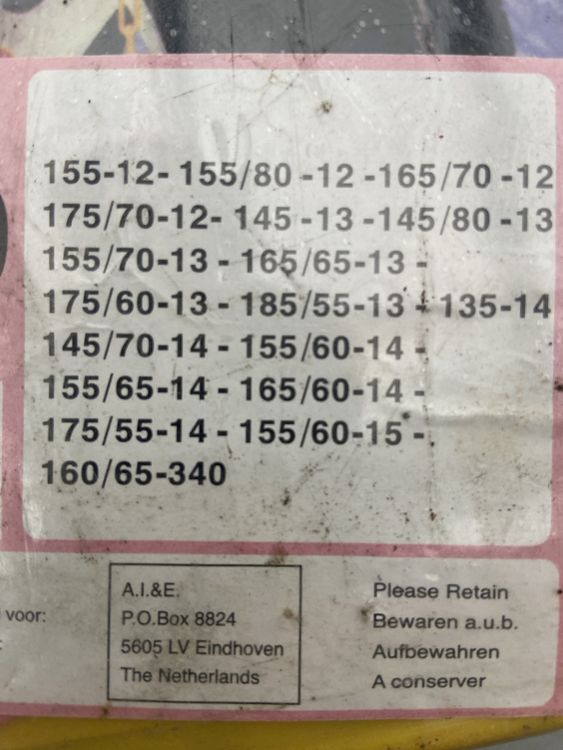 155-12- 155/80 -12 -165/70 -12
175/70-12- 145 -13 -145/80 -13
155/70-13 - 165/65-13 -
175/60-13 - 185/55-13 - 135-14
145/70-14 - 155/60-14 -
155/65-14 - 165/60-14 -
175/55-14 - 155/60-15 -
160/65-340
voor:
A.I.&E.
P.O.Box 8824
5605 LV Eindhoven
The Netherlands
Please Retain
Bewaren a.u.b.
Aufbewahren
A conserver